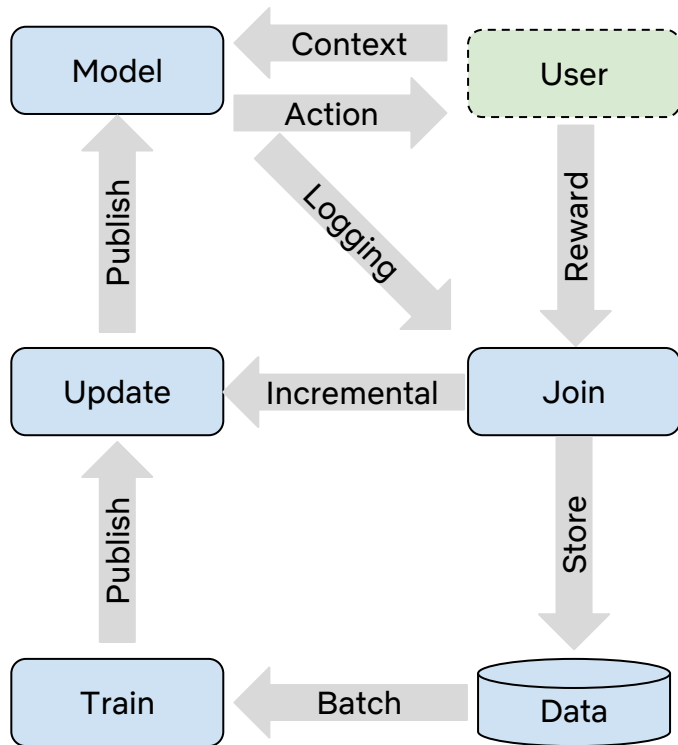 Model
Context
User
Action
Logging
Publish
Reward
Update
Incremental
Join
Publish
Store
Train
Batch
Data